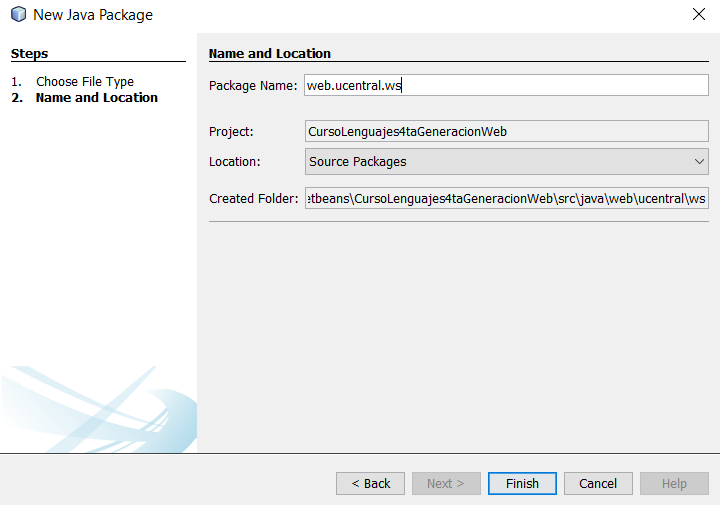 New Java Package
Steps
1. Choose File Type
2. Name and Location
Name and Location
Package Name: web.ucentral.ws
Project: CursoLenguajes4taGeneracionWeb
Location: Source Packages
Created Folder: etbeans\CursoLenguajes4taGeneracionWeb\src\java\web\ucentral\ws
< Back Next > Finish Cancel Help